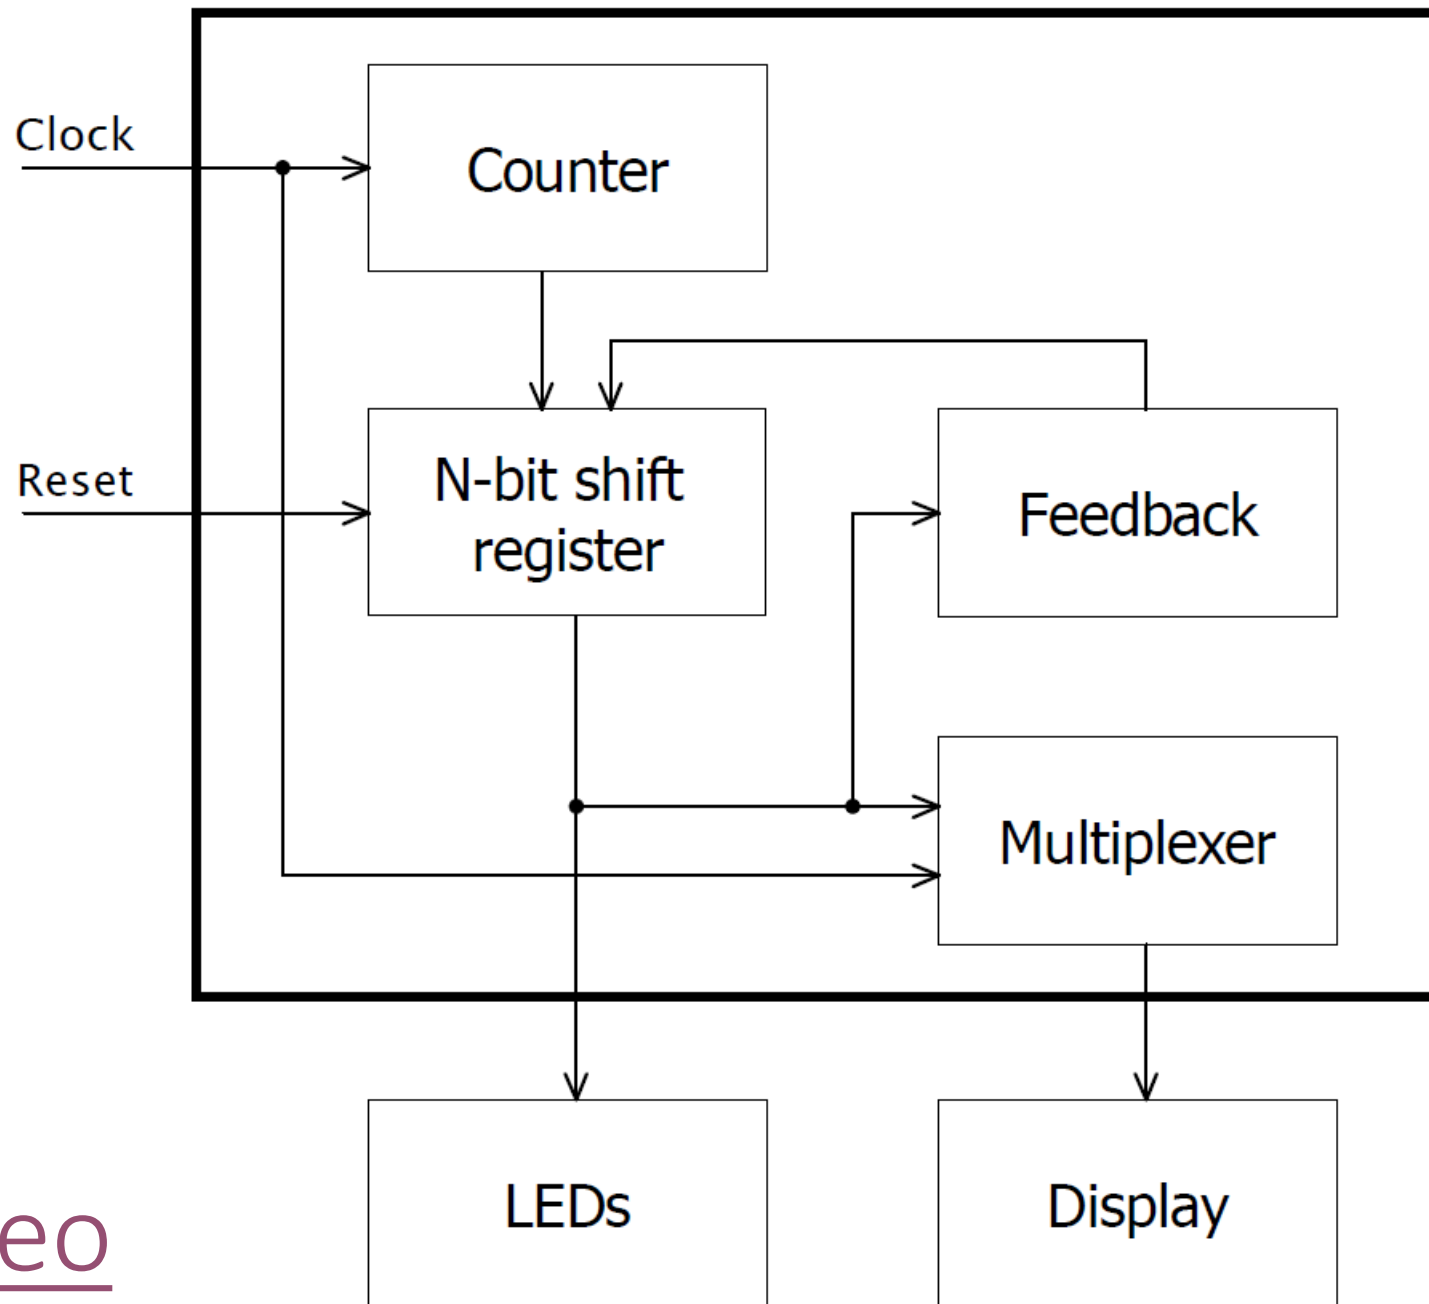 Clock
Counter
Reset
N-bit shift
register
Feedback
Multiplexer
LEDs
Display
eo